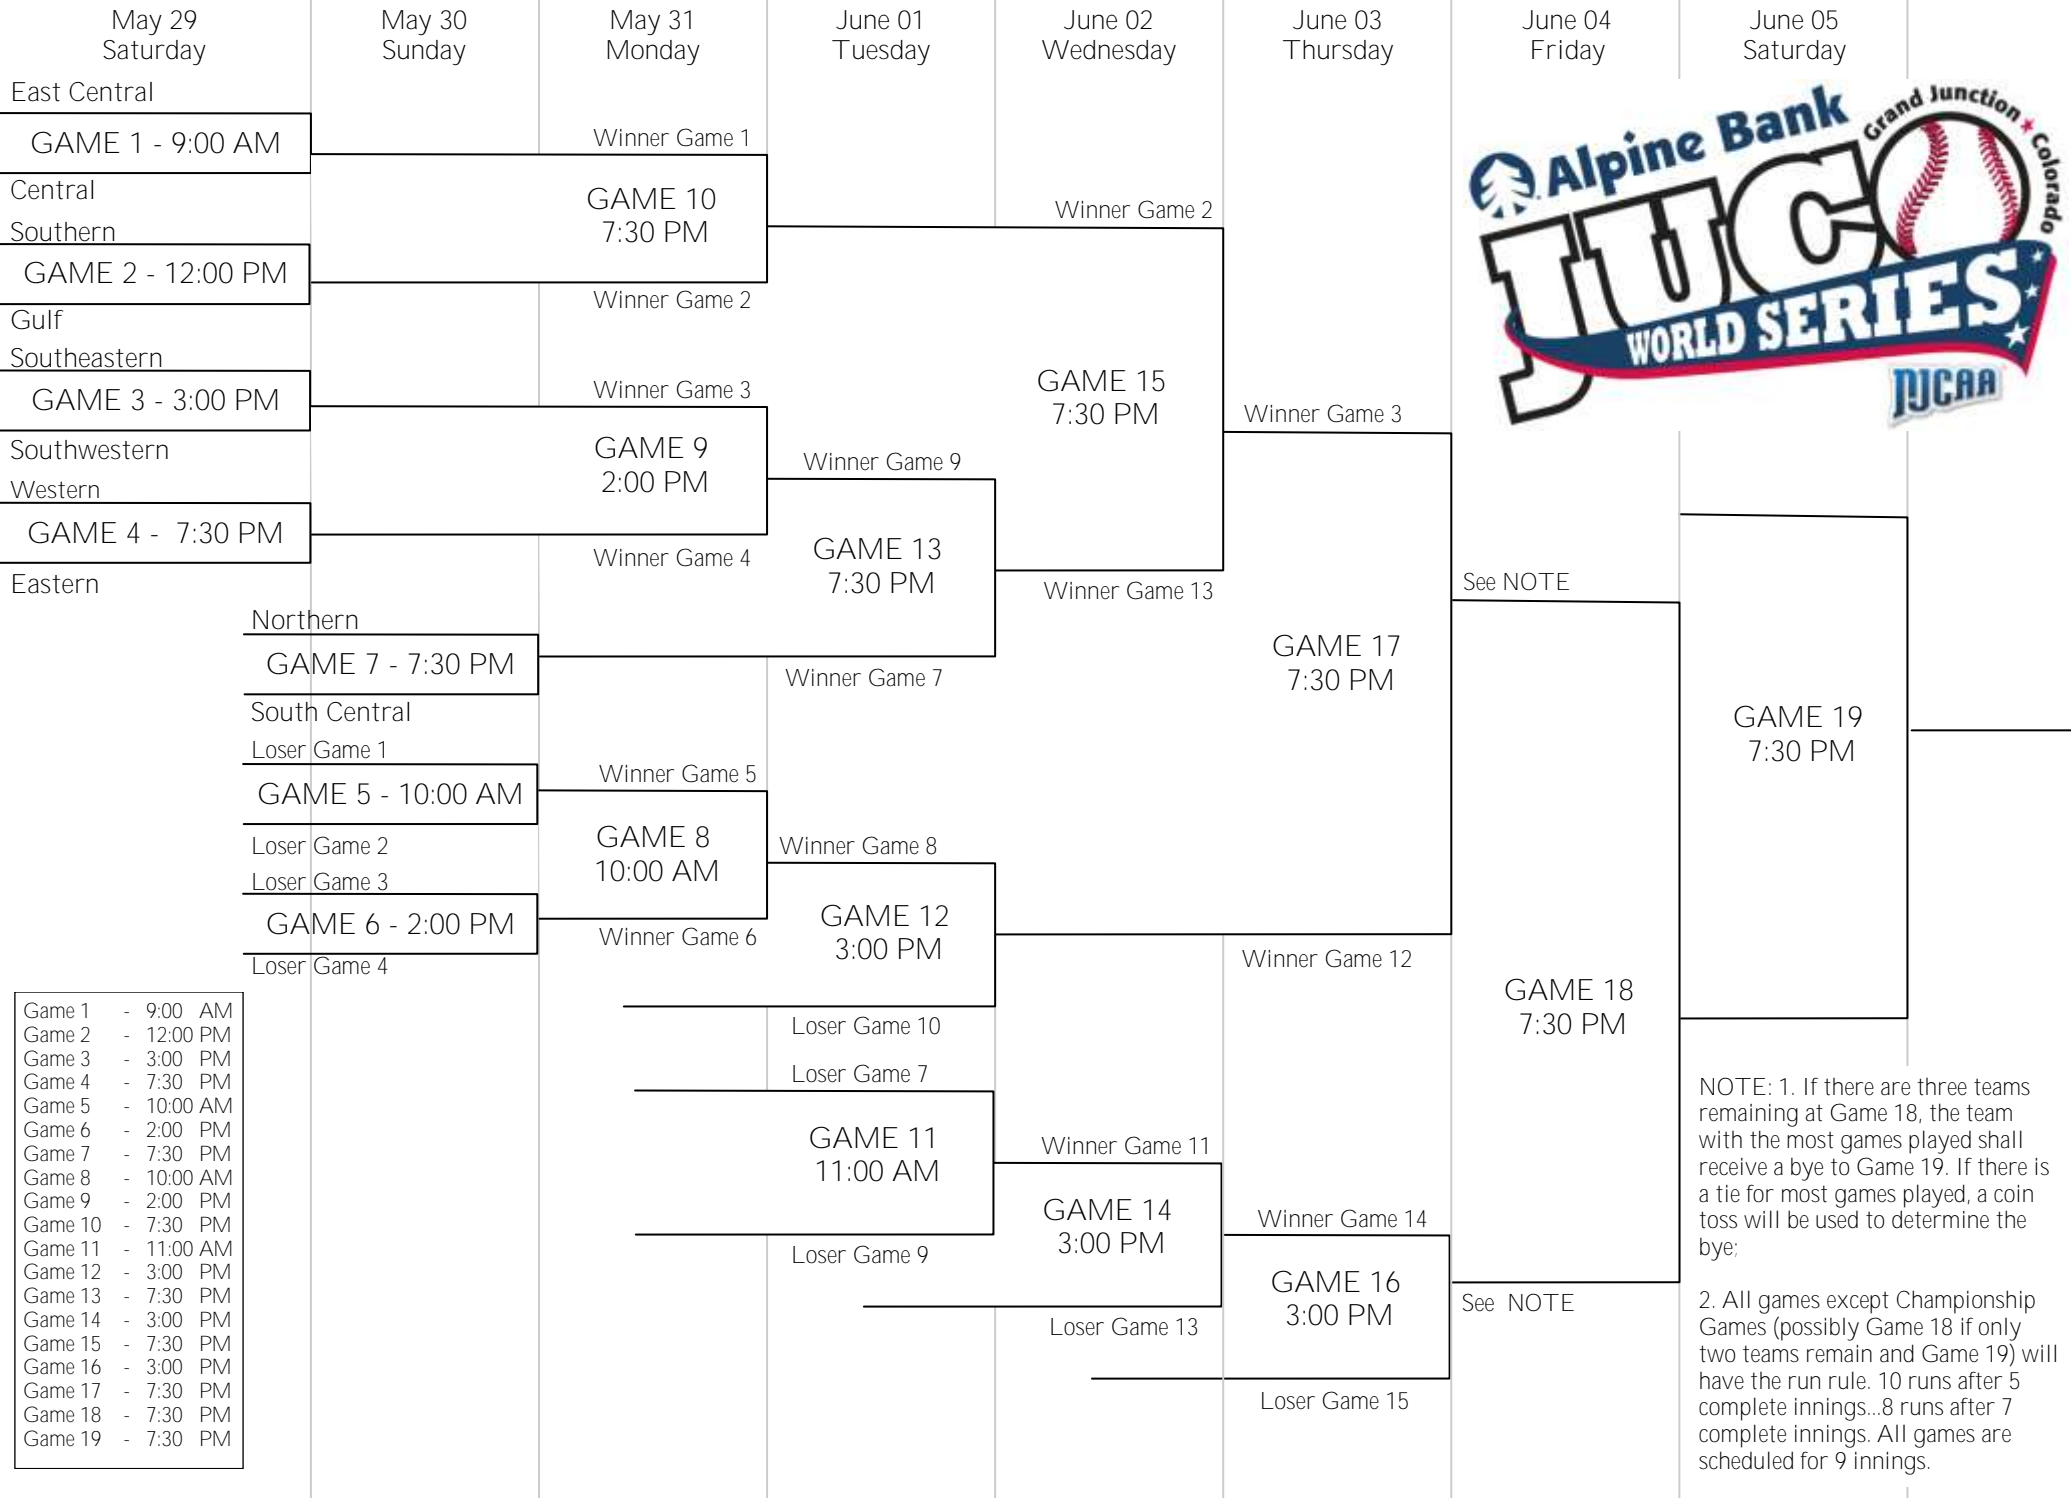 May 29
Saturday
May 30
Sunday
May 31
Monday
June 01
Tuesday
June 02
Wednesday
June 03
Thursday
June 04
Friday
June 05
Saturday
East Central
GAME 1 - 9:00 AM
Central
Southern
GAME 2 - 12:00 PM
Gulf
Southeastern
GAME 3 - 3:00 PM
Southwestern
Western
GAME 4 - 7:30 PM
Eastern
Northern
GAME 7 - 7:30 PM
South Central
Loser Game 1
GAME 5 - 10:00 AM
Loser Game 2
Loser Game 3
GAME 6 - 2:00 PM
Loser Game 4
Winner Game 1
GAME 10
7:30 PM
Winner Game 2
Winner Game 3
GAME 9
2:00 PM
Winner Game 4
Winner Game 5
GAME 8
10:00 AM
Winner Game 6
Winner Game 9
GAME 13
7:30 PM
Winner Game 7
Winner Game 8
GAME 12
3:00 PM
Loser Game 10
Loser Game 7
GAME 11
11:00 AM
Loser Game 9
Winner Game 2
GAME 15
7:30 PM
Winner Game 13
Winner Game 11
GAME 14
3:00 PM
Loser Game 13
Winner Game 3
GAME 17
7:30 PM
Winner Game 12
Winner Game 14
GAME 16
3:00 PM
Loser Game 15
See NOTE
GAME 18
7:30 PM
See NOTE
GAME 19
7:30 PM
Alpine Bank
Grand Junction ★ Colorado
JUCO
WORLD SERIES
NJCAA
Game 1 - 9:00 AM
Game 2 - 12:00 PM
Game 3 - 3:00 PM
Game 4 - 7:30 PM
Game 5 - 10:00 AM
Game 6 - 2:00 PM
Game 7 - 7:30 PM
Game 8 - 10:00 AM
Game 9 - 2:00 PM
Game 10 - 7:30 PM
Game 11 - 11:00 AM
Game 12 - 3:00 PM
Game 13 - 7:30 PM
Game 14 - 3:00 PM
Game 15 - 7:30 PM
Game 16 - 3:00 PM
Game 17 - 7:30 PM
Game 18 - 7:30 PM
Game 19 - 7:30 PM
NOTE: 1. If there are three teams
remaining at Game 18, the team
with the most games played shall
receive a bye to Game 19. If there is
a tie for most games played, a coin
toss will be used to determine the
bye;
2. All games except Championship
Games (possibly Game 18 if only
two teams remain and Game 19) will
have the run rule. 10 runs after 5
complete innings...8 runs after 7
complete innings. All games are
scheduled for 9 innings.